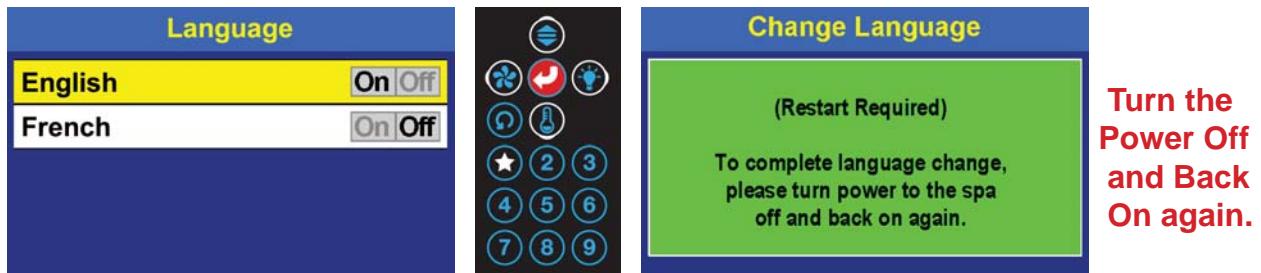 Language
English On Off
French On Off
2 3
4 5 6
7 8 9
Change Language
(Restart Required)
To complete language change,
please turn power to the spa
off and back on again.
Turn the
Power Off
and Back
On again.